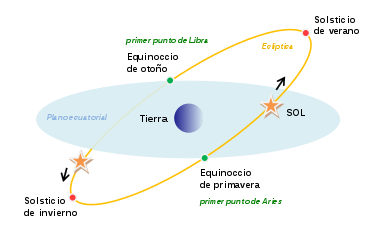 Solsticio
de verano
primer punto de Libra
Eclíptica
Equinoccio
de otoño
Plano ecuatorial
Tierra
SOL
Equinoccio
de primavera
Solsticio
de invierno
primer punto de Aries